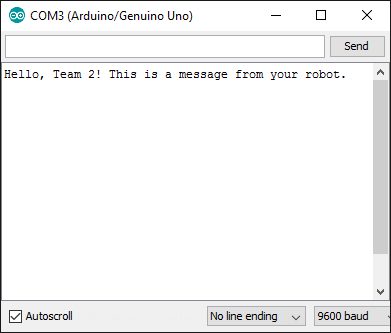 COM3 (Arduino/Genuino Uno)
Send
Hello, Team 2! This is a message from your robot.
Autoscroll
No line ending
9600 baud